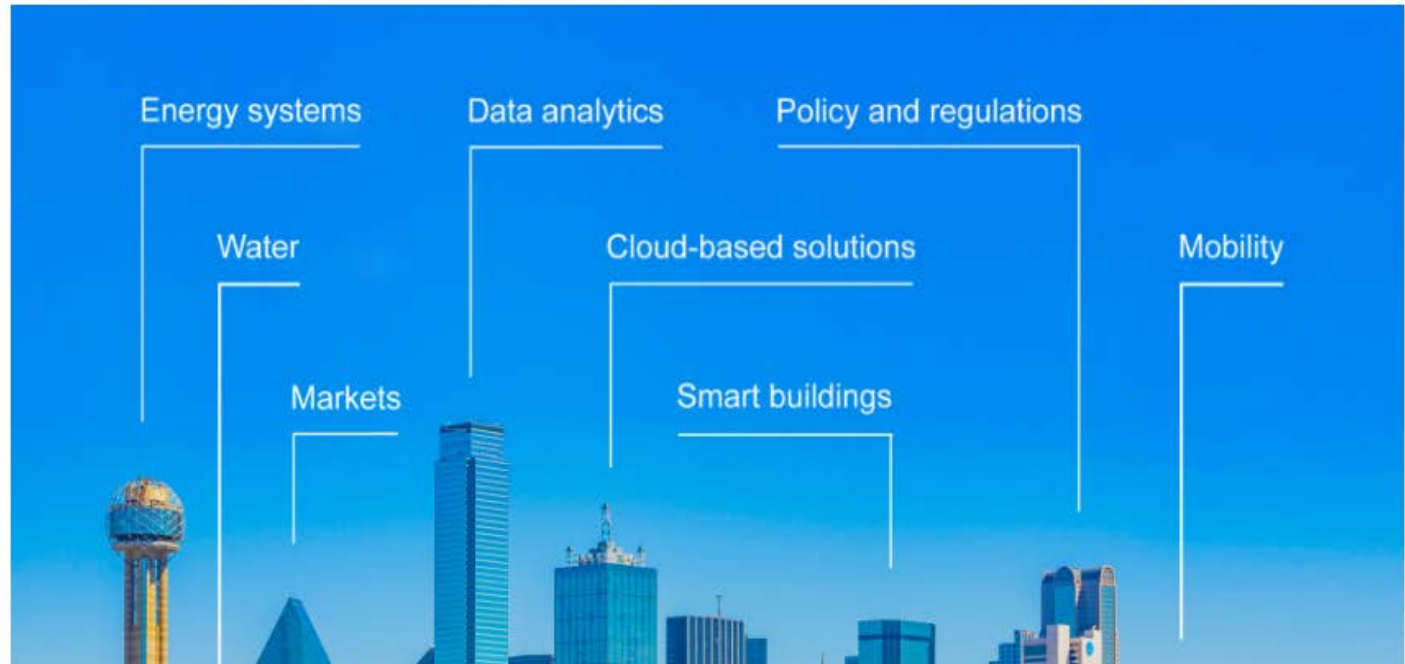 Energy systems
Data analytics
Policy and regulations
Water
Cloud-based solutions
Mobility
Markets
Smart buildings